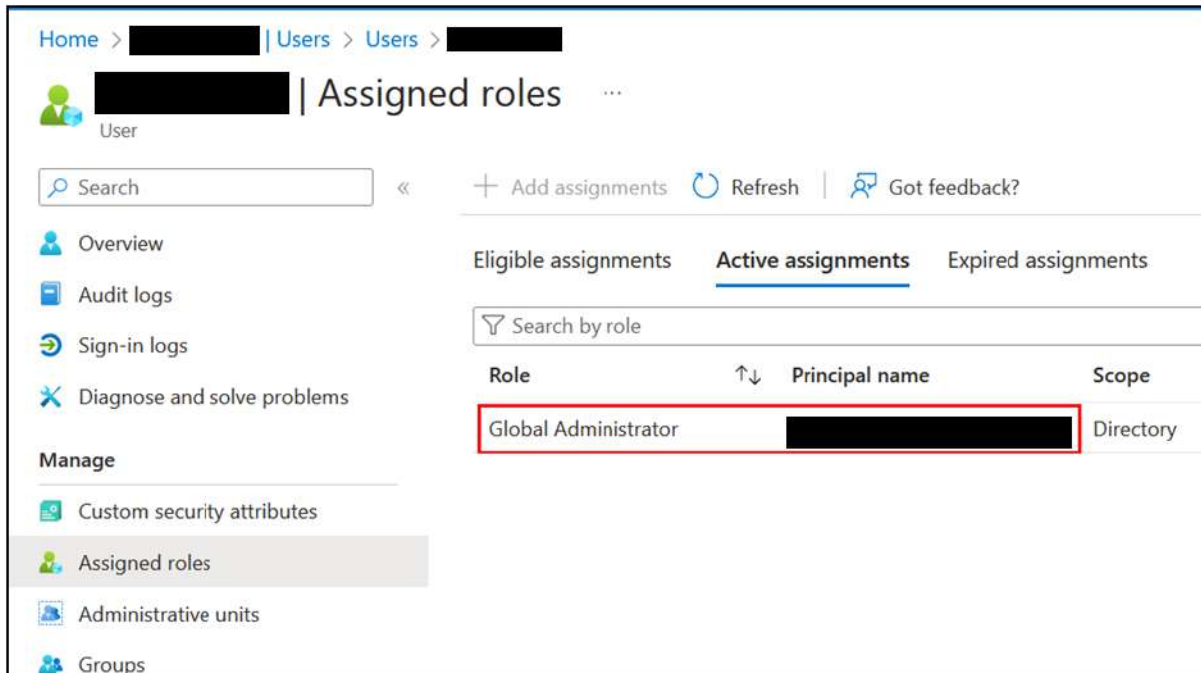 Home > | Users > Users >
| Assigned roles ...
User
Search «
+ Add assignments Refresh | Got feedback?
Overview
Audit logs
Sign-in logs
Diagnose and solve problems
Manage
Custom security attributes
Assigned roles
Administrative units
Groups
Eligible assignments Active assignments Expired assignments
Search by role
Role ↑↓ Principal name Scope
Global Administrator Directory